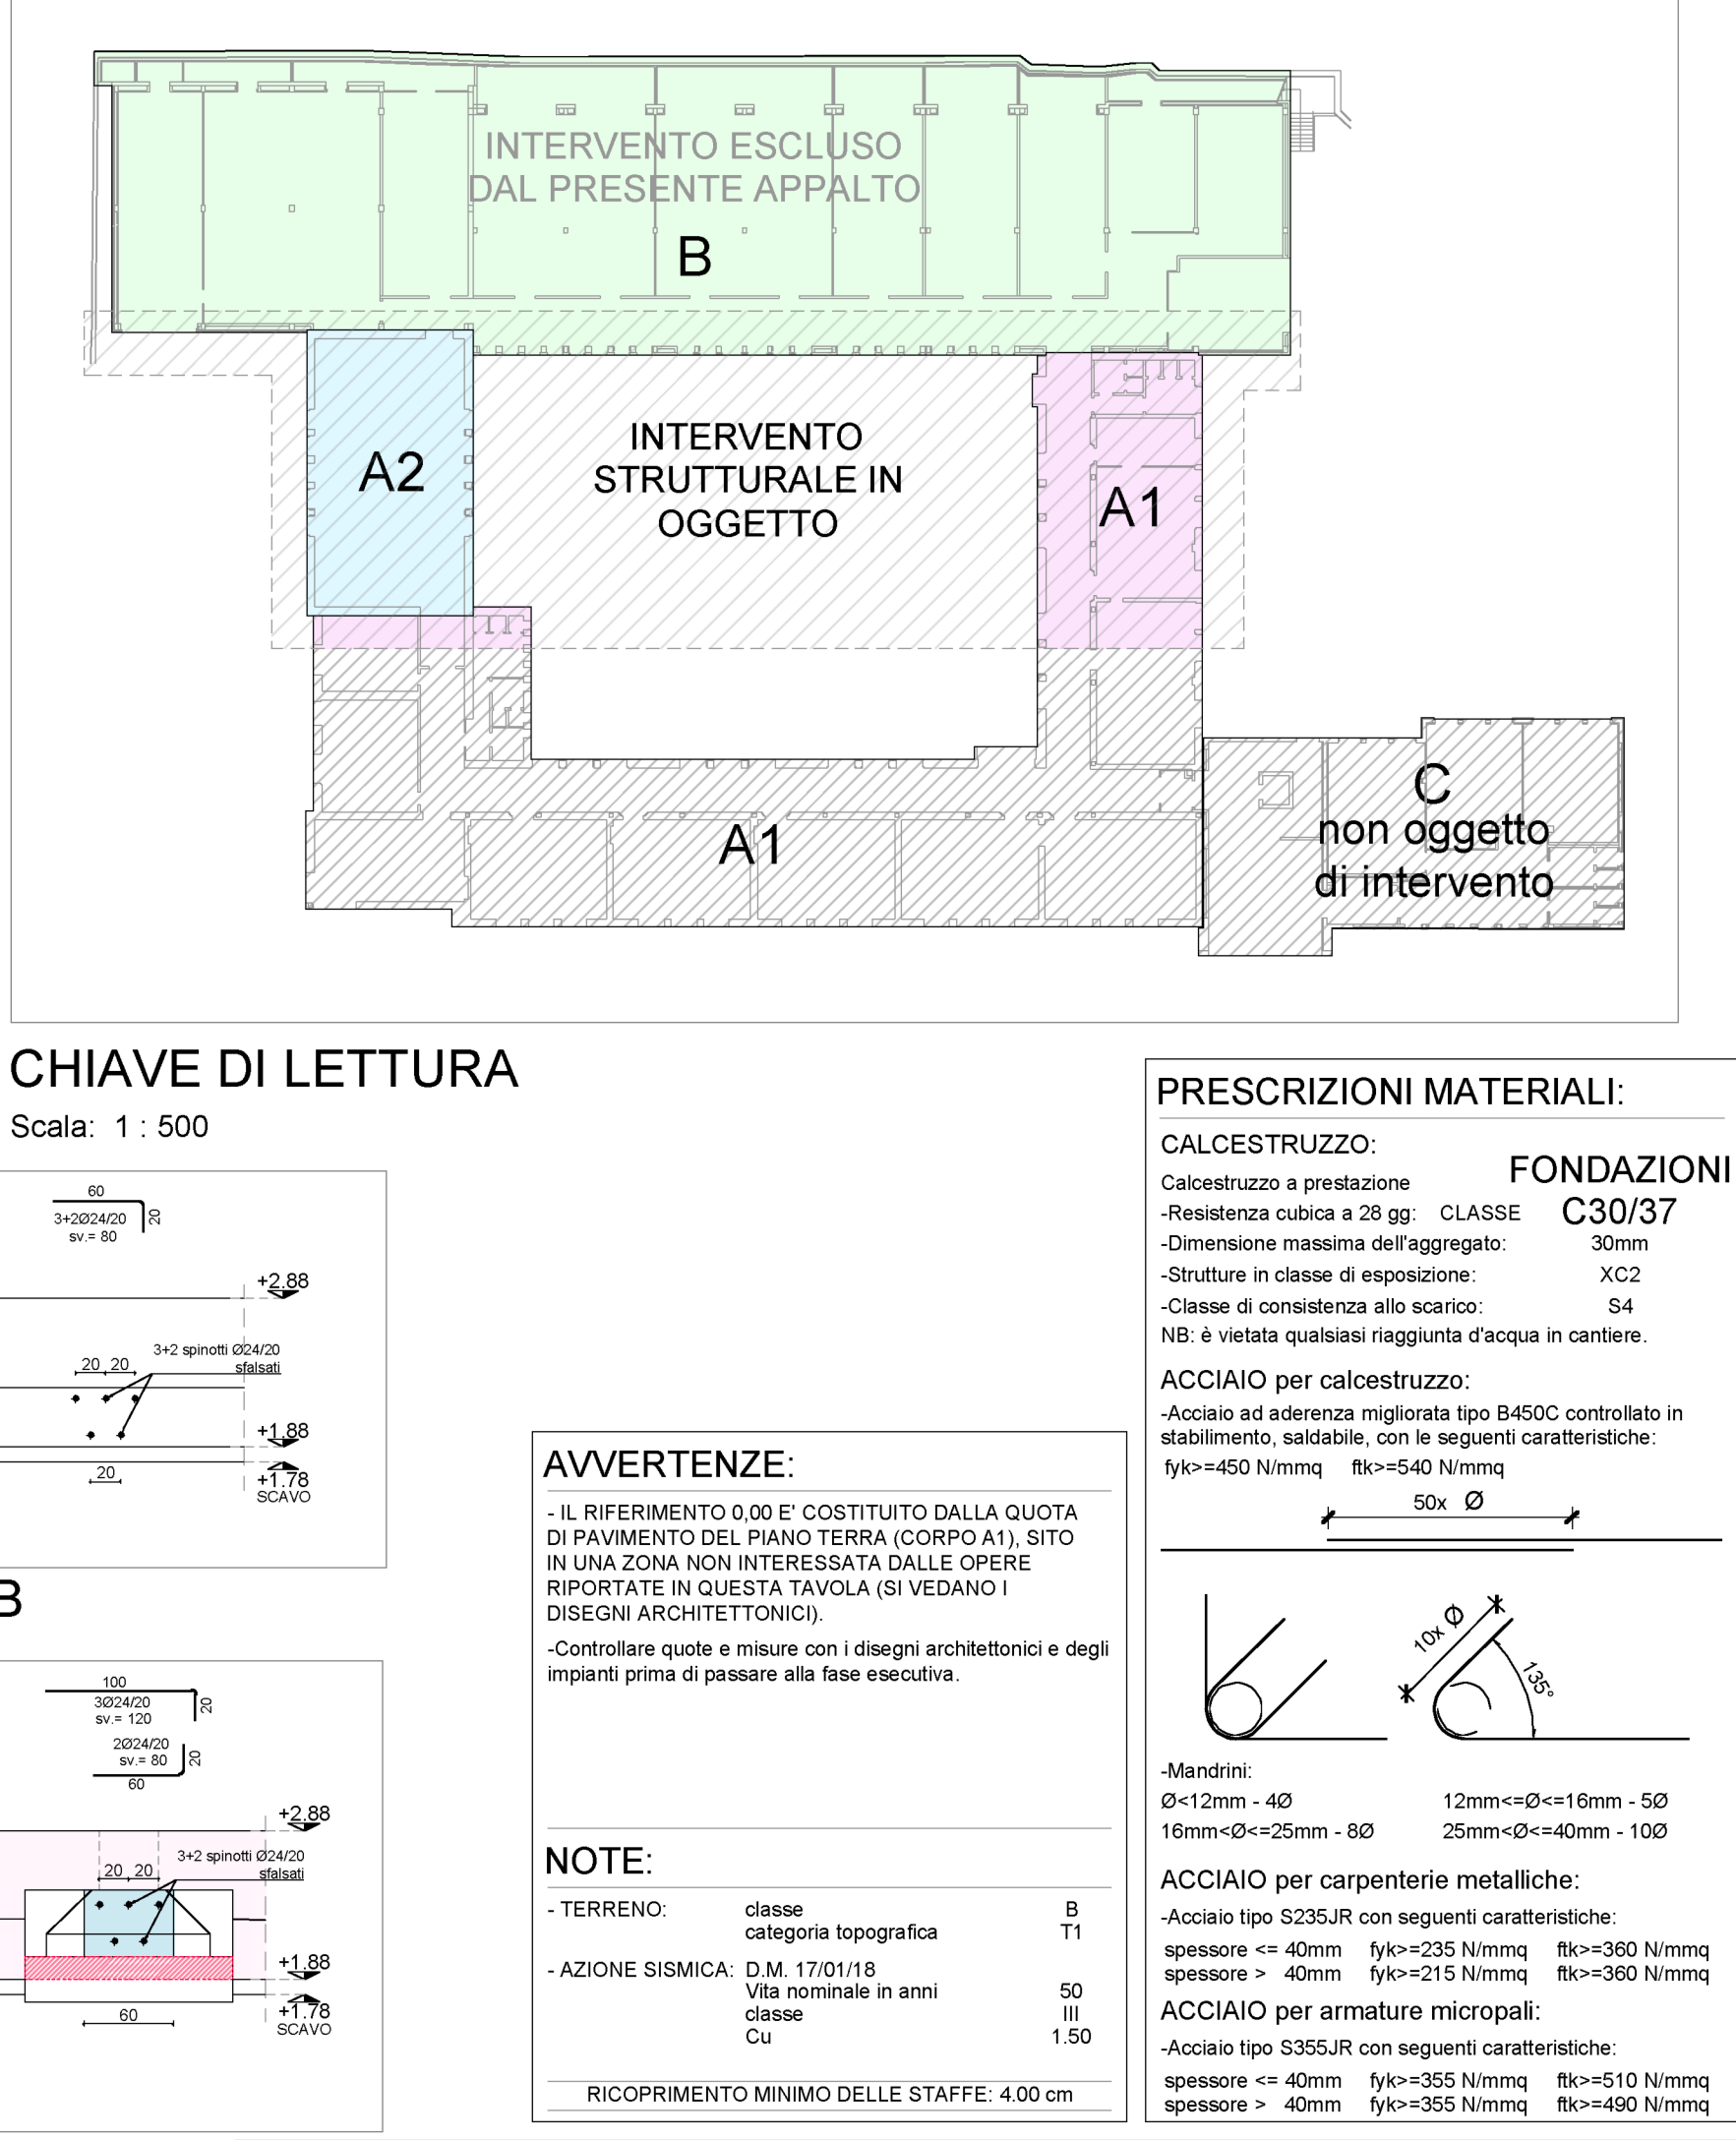 INTERVENTO ESCLUSO
DAL PRESENTE APPALTO
B
INTERVENTO
STRUTTURALE IN
OGGETTO
A2
A1
A1
C
non oggetto
di intervento
CHIAVE DI LETTURA
Scala: 1 : 500
60
3+2Ø24/20
sv.= 80
20
+2.88
3+2 spinotti Ø24/20
sfalsati
20 20
+1.88
20
+1.78
SCAVO
B
100
3Ø24/20
sv.= 120
20
2Ø24/20
sv.= 80
20
60
+2.88
3+2 spinotti Ø24/20
sfalsati
20 20
+1.88
60
+1.78
SCAVO
AVVERTENZE:
- IL RIFERIMENTO 0,00 E' COSTITUITO DALLA QUOTA
DI PAVIMENTO DEL PIANO TERRA (CORPO A1), SITO
IN UNA ZONA NON INTERESSATA DALLE OPERE
RIPORTATE IN QUESTA TAVOLA (SI VEDANO I
DISEGNI ARCHITETTONICI).
-Controllare quote e misure con i disegni architettonici e degli
impianti prima di passare alla fase esecutiva.
NOTE:
- TERRENO: classe B
categoria topografica T1
- AZIONE SISMICA: D.M. 17/01/18
Vita nominale in anni 50
classe III
Cu 1.50
RICOPRIMENTO MINIMO DELLE STAFFE: 4.00 cm
PRESCRIZIONI MATERIALI:
CALCESTRUZZO:
FONDAZIONI
Calcestruzzo a prestazione
-Resistenza cubica a 28 gg: CLASSE C30/37
-Dimensione massima dell'aggregato: 30mm
-Strutture in classe di esposizione: XC2
-Classe di consistenza allo scarico: S4
NB: è vietata qualsiasi riaggiunta d'acqua in cantiere.
ACCIAIO per calcestruzzo:
-Acciaio ad aderenza migliorata tipo B450C controllato in
stabilimento, saldabile, con le seguenti caratteristiche:
fyk>=450 N/mmq ftk>=540 N/mmq
50x Ø
10x Ø
135°
-Mandrini:
Ø<12mm - 4Ø 12mm<=Ø<=16mm - 5Ø
16mm<Ø<=25mm - 8Ø 25mm<Ø<=40mm - 10Ø
ACCIAIO per carpenterie metalliche:
-Acciaio tipo S235JR con seguenti caratteristiche:
spessore <= 40mm fyk>=235 N/mmq ftk>=360 N/mmq
spessore > 40mm fyk>=215 N/mmq ftk>=360 N/mmq
ACCIAIO per armature micropali:
-Acciaio tipo S355JR con seguenti caratteristiche:
spessore <= 40mm fyk>=355 N/mmq ftk>=510 N/mmq
spessore > 40mm fyk>=355 N/mmq ftk>=490 N/mmq